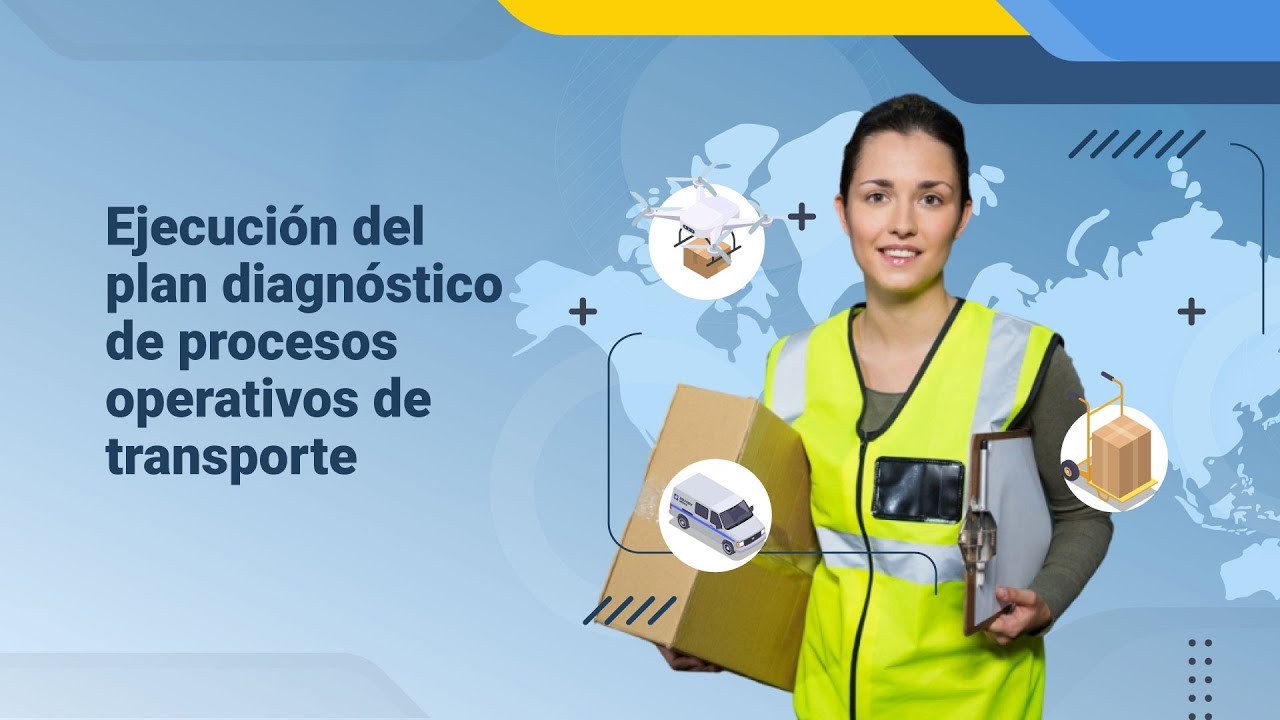 Ejecución del
plan diagnóstico
de procesos
operativos de
transporte